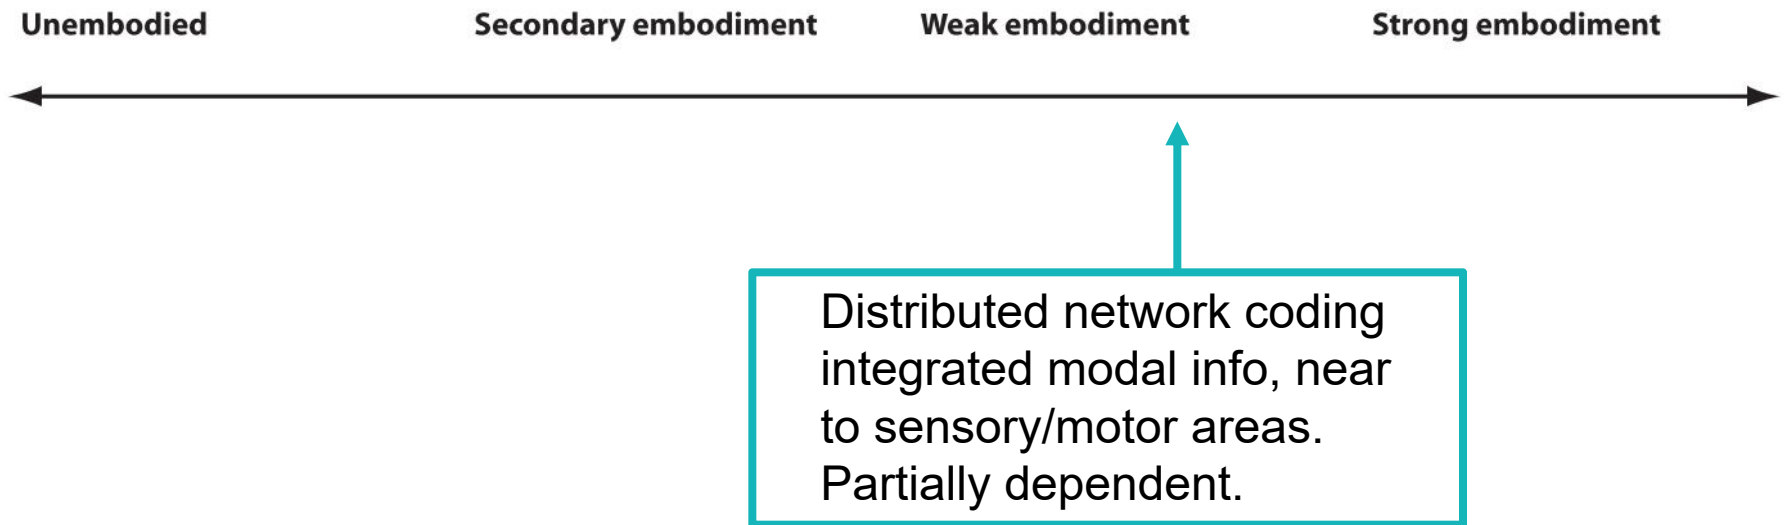 Unembodied Secondary embodiment Weak embodiment Strong embodiment
Distributed network coding
integrated modal info, near
to sensory/motor areas.
Partially dependent.